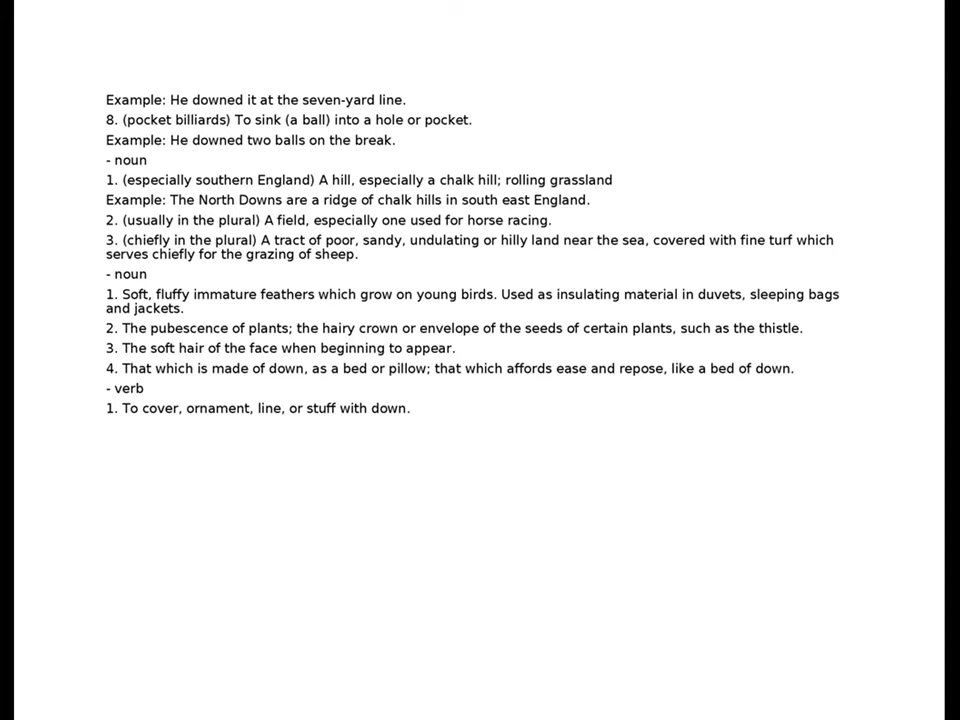 Example: He downed it at the seven-yard line.
8. (pocket billiards) To sink (a ball) into a hole or pocket.
Example: He downed two balls on the break.
- noun
1. (especially southern England) A hill, especially a chalk hill; rolling grassland
Example: The North Downs are a ridge of chalk hills in south east England.
2. (usually in the plural) A field, especially one used for horse racing.
3. (chiefly in the plural) A tract of poor, sandy, undulating or hilly land near the sea, covered with fine turf which
serves chiefly for the grazing of sheep.
- noun
1. Soft, fluffy immature feathers which grow on young birds. Used as insulating material in duvets, sleeping bags
and jackets.
2. The pubescence of plants; the hairy crown or envelope of the seeds of certain plants, such as the thistle.
3. The soft hair of the face when beginning to appear.
4. That which is made of down, as a bed or pillow; that which affords ease and repose, like a bed of down.
- verb
1. To cover, ornament, line, or stuff with down.